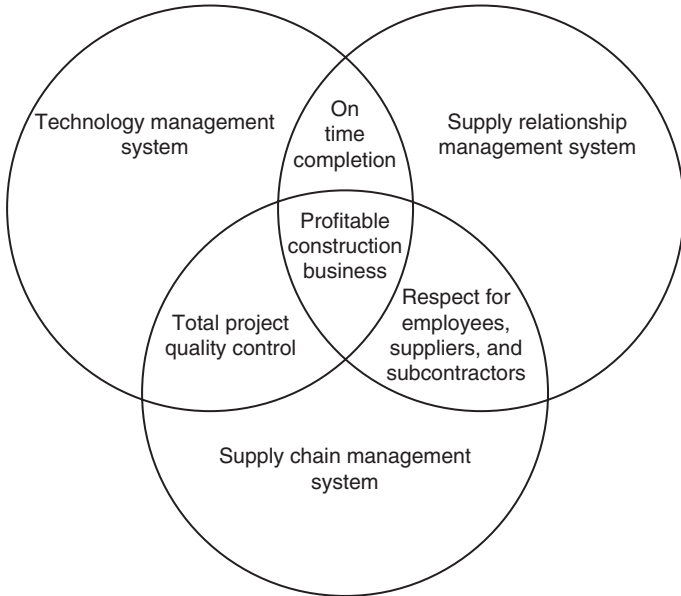 Technology management
system
On
time
completion
Supply relationship
management system
Profitable
construction
business
Total project
quality control
Respect for
employees,
suppliers, and
subcontractors
Supply chain management
system